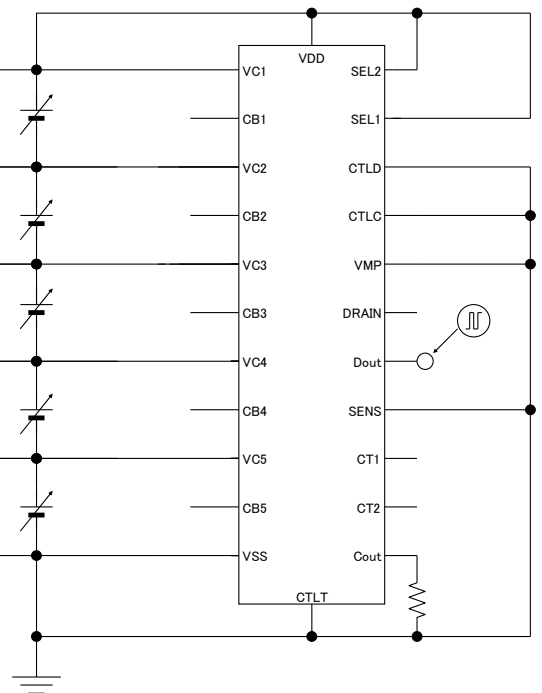 VDD
VC1 SEL2
CB1 SEL1
VC2 CTLD
CB2 CTLC
VC3 VMP
CB3 DRAIN
VC4 Dout
CB4 SENS
VC5 CT1
CB5 CT2
VSS Cout
CTLT